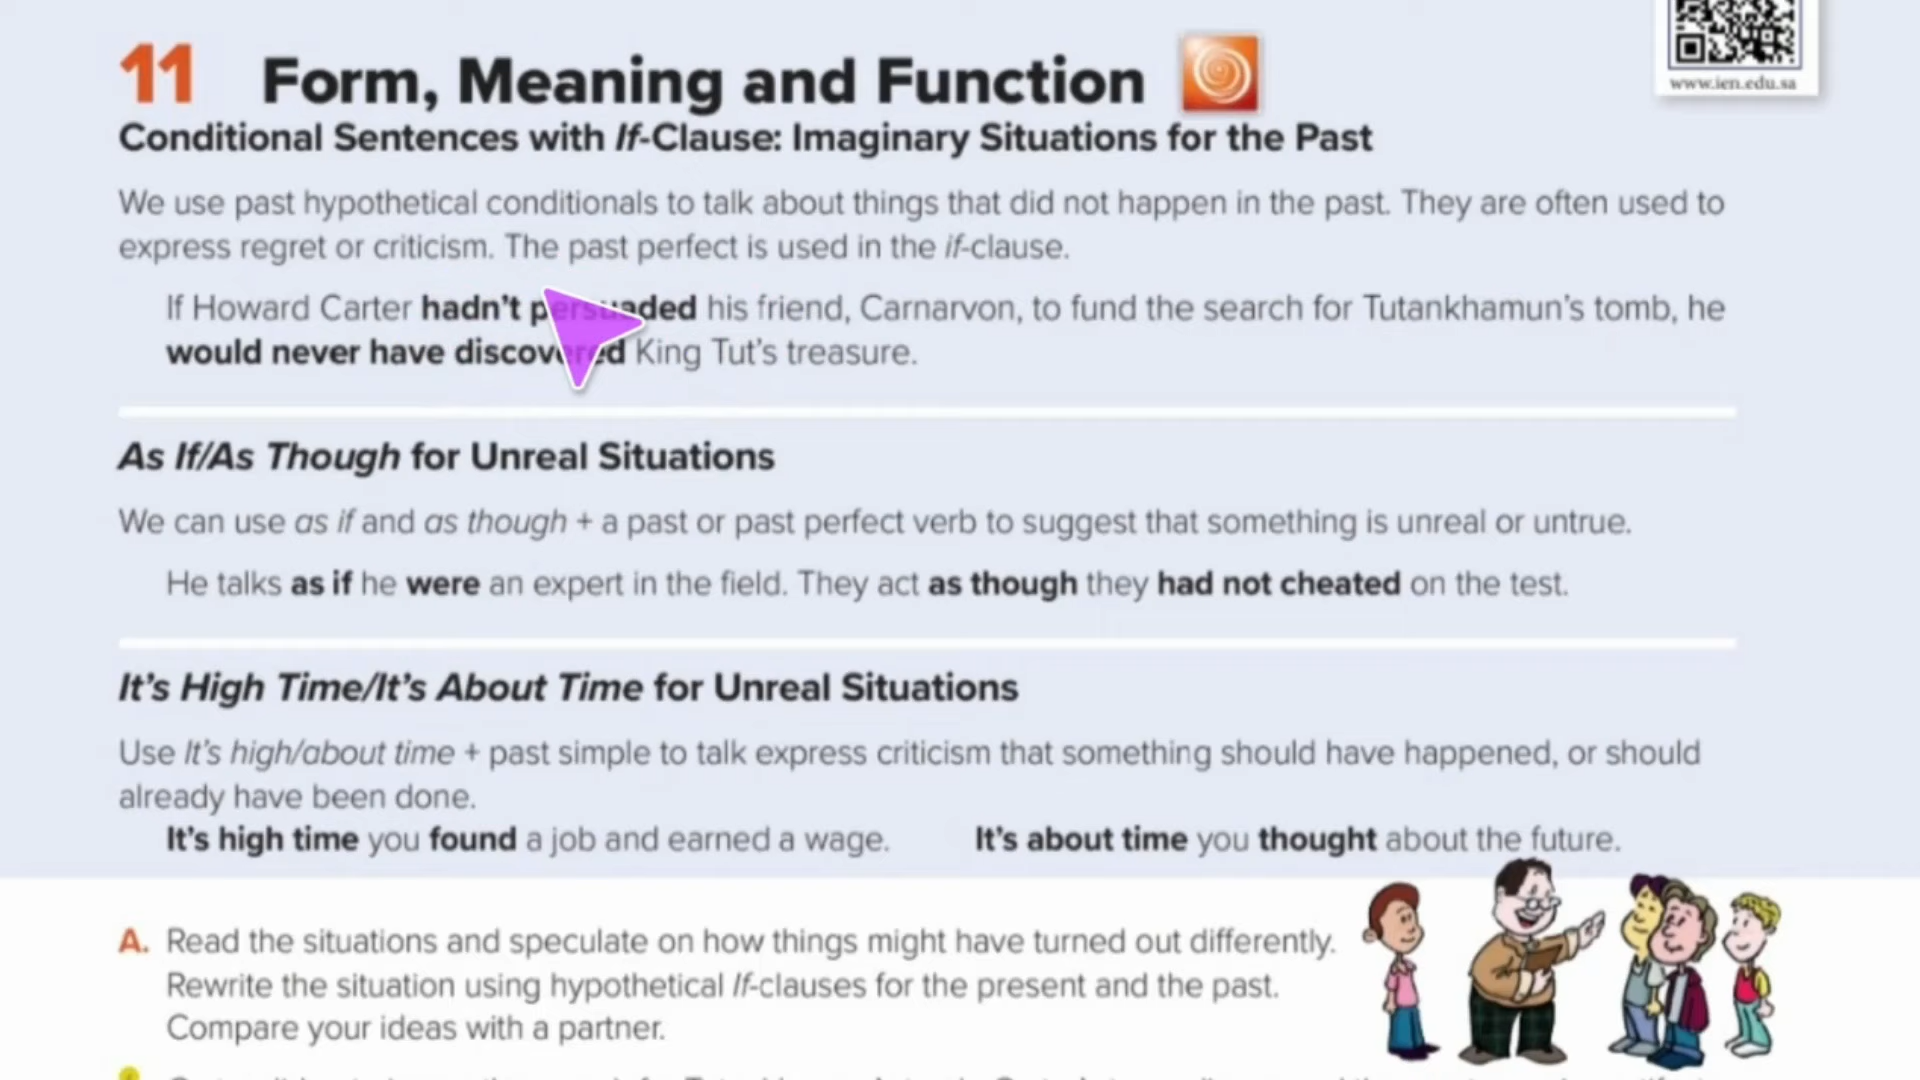 www.ien.edu.sa
11 Form, Meaning and Function
Conditional Sentences with If-Clause: Imaginary Situations for the Past
We use past hypothetical conditionals to talk about things that did not happen in the past. They are often used to
express regret or criticism. The past perfect is used in the if-clause.
If Howard Carter hadn't persuaded his friend, Carnarvon, to fund the search for Tutankhamun's tomb, he
would never have discovered King Tut's treasure.
As If/As Though for Unreal Situations
We can use as if and as though + a past or past perfect verb to suggest that something is unreal or untrue.
He talks as if he were an expert in the field. They act as though they had not cheated on the test.
It's High Time/It's About Time for Unreal Situations
Use It's high/about time + past simple to talk express criticism that something should have happened, or should
already have been done.
It's high time you found a job and earned a wage. It's about time you thought about the future.
A. Read the situations and speculate on how things might have turned out differently.
Rewrite the situation using hypothetical If-clauses for the present and the past.
Compare your ideas with a partner.